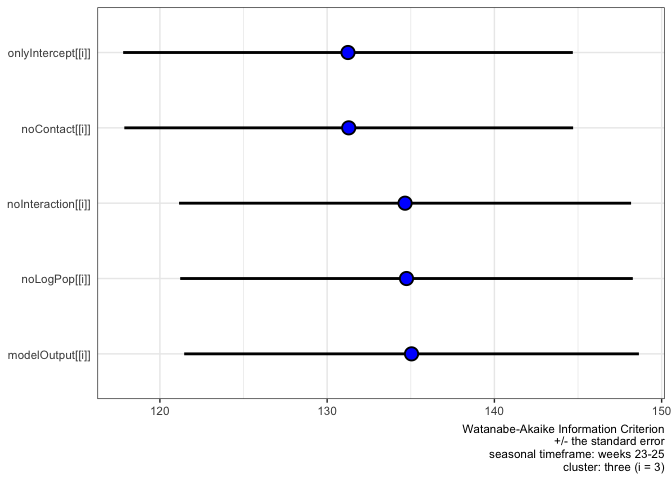 onlyIntercept[[i]]
noContact[[i]]
noInteraction[[i]]
noLogPop[[i]]
modelOutput[[i]]
120 130 140 150
Watanabe-Akaike Information Criterion
+/- the standard error
seasonal timeframe: weeks 23-25
cluster: three (i = 3)